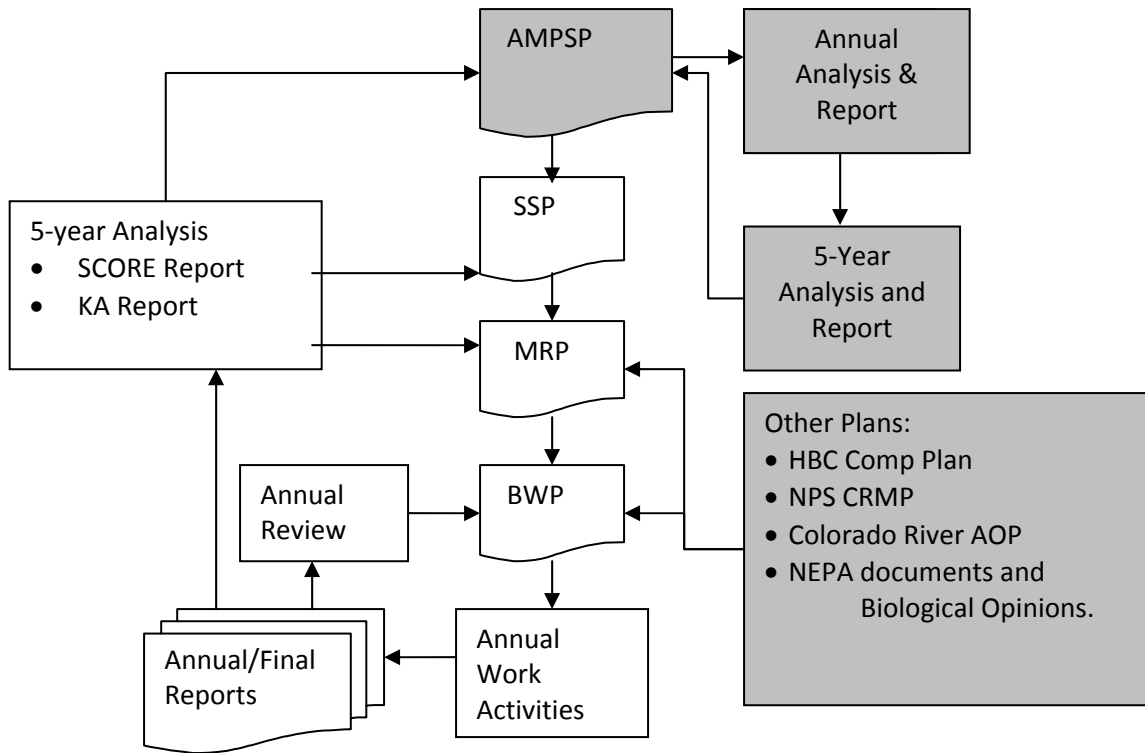 AMPSP
Annual
Analysis &
Report
SSP
5-year Analysis
• SCORE Report
• KA Report
5-Year
Analysis and
Report
MRP
Other Plans:
• HBC Comp Plan
• NPS CRMP
• Colorado River AOP
• NEPA documents and
Biological Opinions.
Annual
Review
BWP
Annual/Final
Reports
Annual
Work
Activities